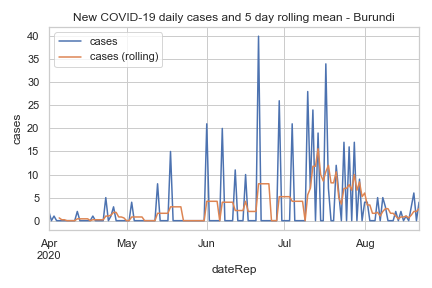 New COVID-19 daily cases and 5 day rolling mean - Burundi
cases
cases (rolling)
40
35
30
25
20
15
10
5
0
cases
Apr
2020
May
Jun
Jul
Aug
dateRep